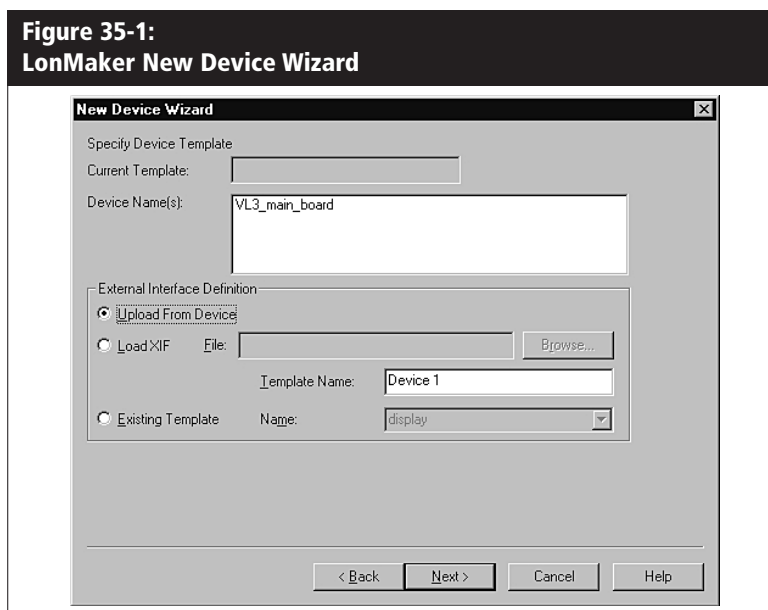 Figure 35-1:
LonMaker New Device Wizard
New Device Wizard
Specify Device Template
Current Template:
Device Name(s): VL3_main_board
External Interface Definition
Upload From Device
Load XIF File: Browse...
Template Name: Device 1
Existing Template Name: display
< Back Next > Cancel Help